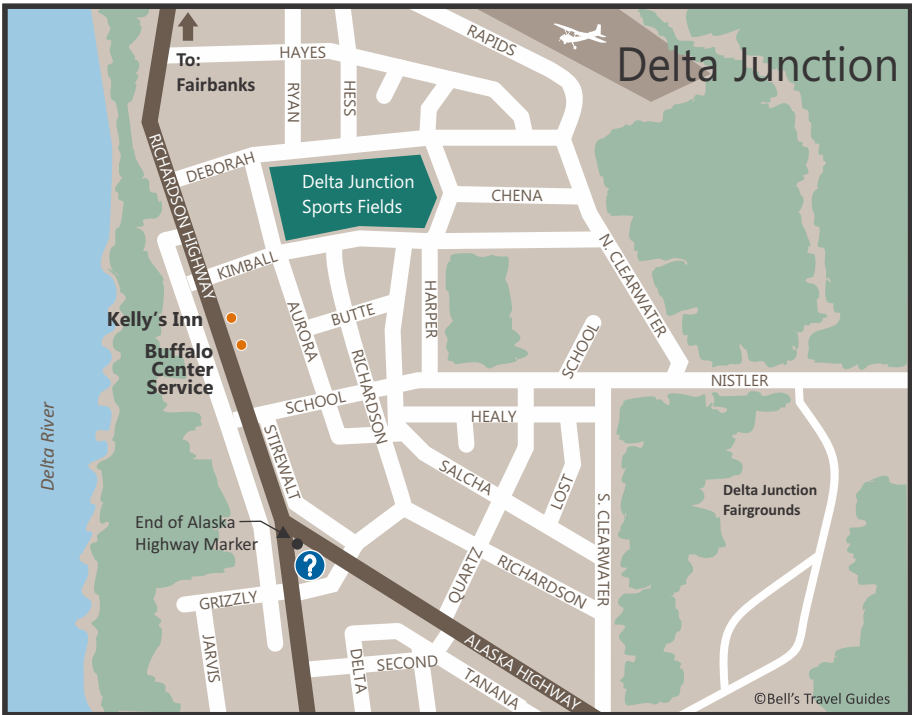 RAPIDS
Delta Junction
HAYES
To:
Fairbanks
RYAN
HESS
RICHARDSON HIGHWAY
DEBORAH
Delta Junction
Sports Fields
CHENA
KIMBALL
N. CLEARWATER
Kelly's Inn
AURORA
BUTTE
HARPER
Buffalo
Center
Service
RICHARDSON
SCHOOL
NISTLER
SCHOOL
HEALY
Delta River
STIREWALT
SALCHA
LOST
S. CLEARWATER
Delta Junction
Fairgrounds
End of Alaska
Highway Marker
?
QUARTZ
RICHARDSON
GRIZZLY
JARVIS
DELTA
SECOND
ALASKA HIGHWAY
TANANA
©Bell's Travel Guides